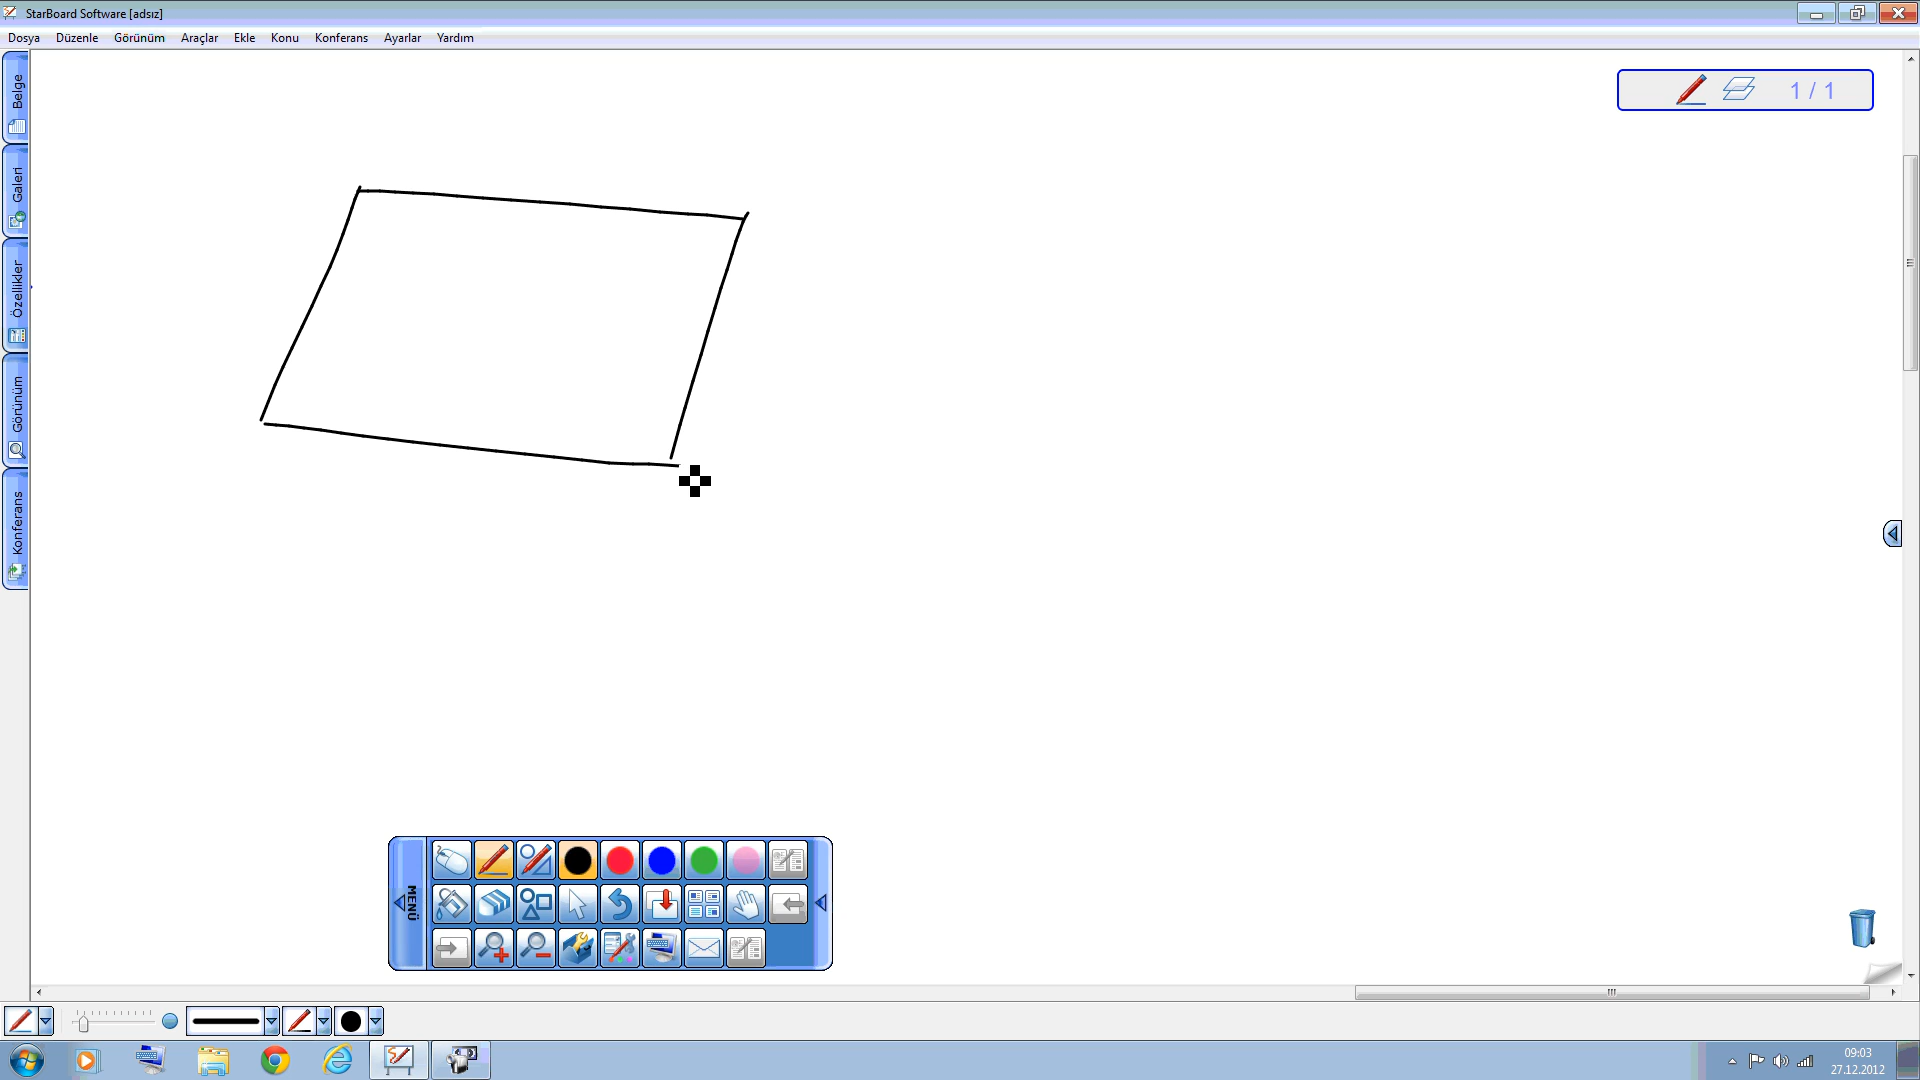 StarBoard Software [adsız]
Dosya Düzenle Görünüm Araçlar Ekle Konu Konferans Ayarlar Yardım
1 / 1
Belge
Galeri
Özellikler
Görünüm
Konferans
MENÜ
09:03
27.12.2012